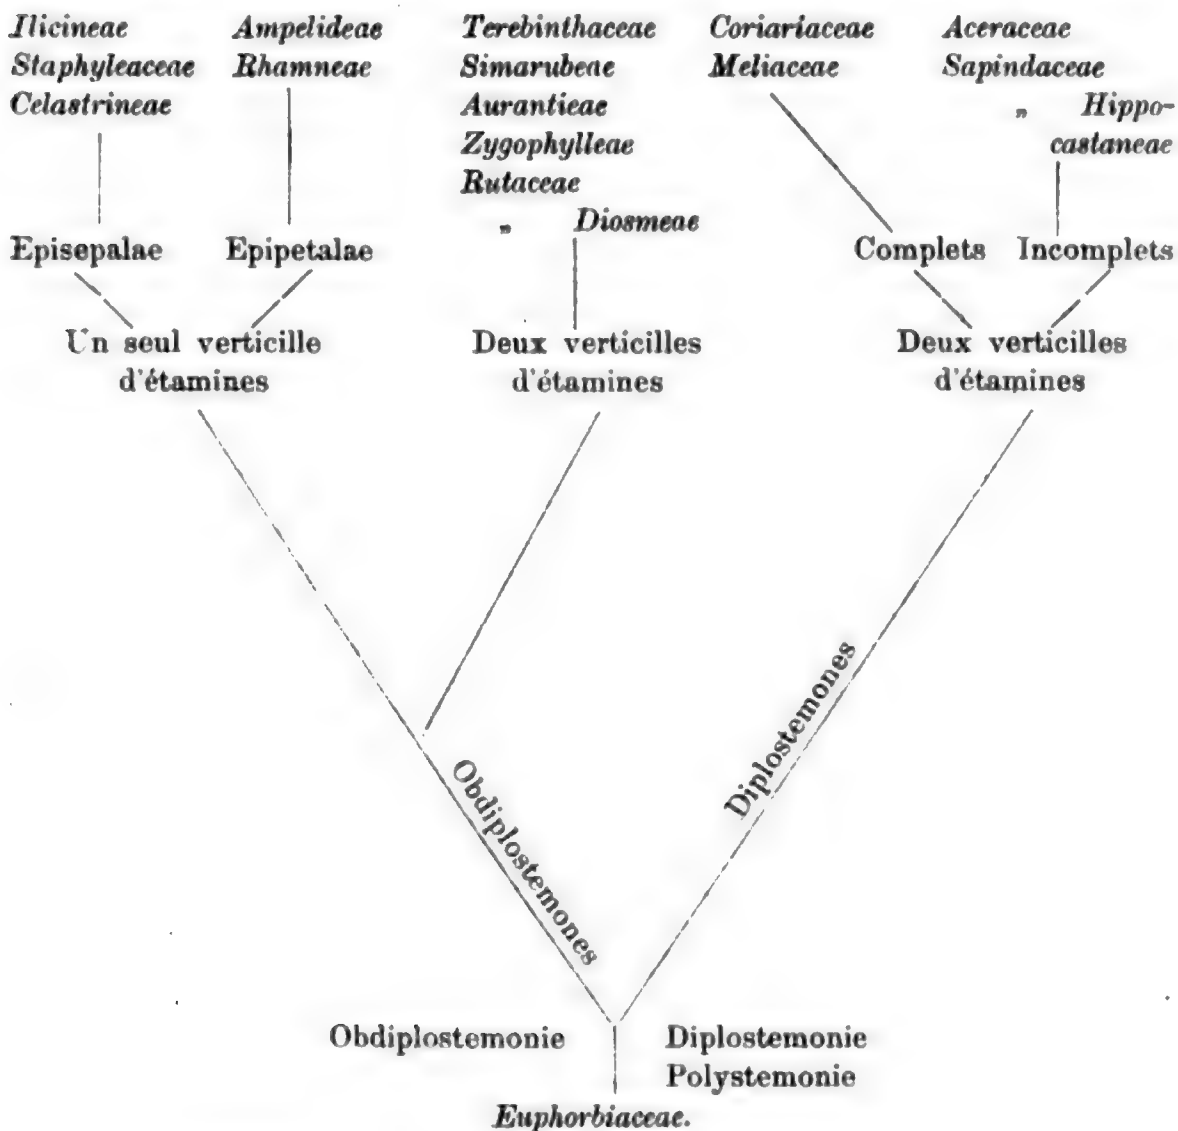 Ilicineae
Staphyleaceae
Celastrineae
Ampelideae
Rhamneae
Terebinthaceae
Simarubeae
Aurantieae
Zygophylleae
Rutaceae
„ Diosmeae
Coriariaceae
Meliaceae
Aceraceae
Sapindaceae
„ Hippo-
castaneae
Episepalae
Epipetalae
Complets
Incomplets
Un seul verticille
d'étamines
Deux verticilles
d'étamines
Deux verticilles
d'étamines
Obdiplostemones
Diplostemones
Obdiplostemonie
Diplostemonie
Polystemonie
Euphorbiaceae.